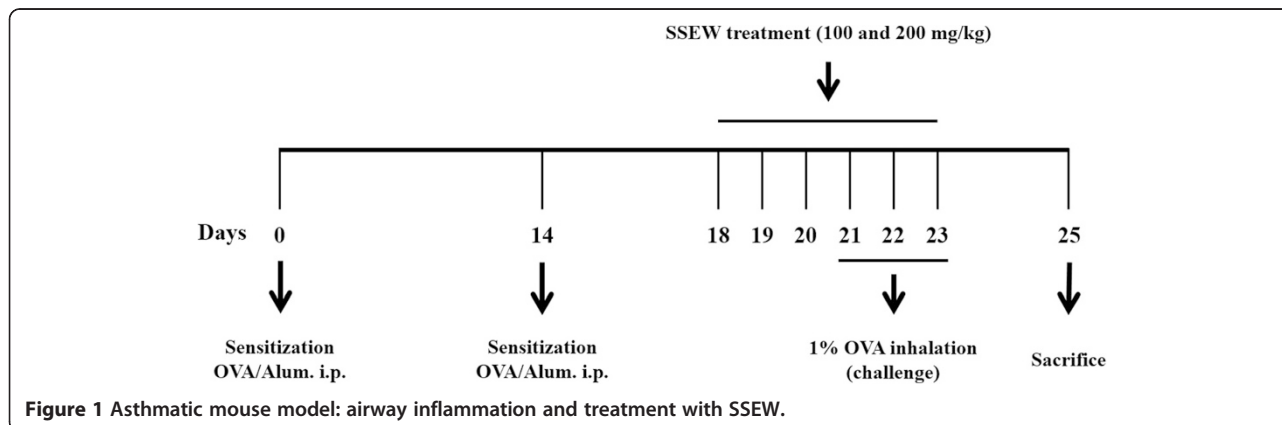 SSEW treatment (100 and 200 mg/kg)
Days 0 14 18 19 20 21 22 23 25
Sensitization Sensitization 1% OVA inhalation Sacrifice
OVA/Alum. i.p. OVA/Alum. i.p. (challenge)
Figure 1 Asthmatic mouse model: airway inflammation and treatment with SSEW.